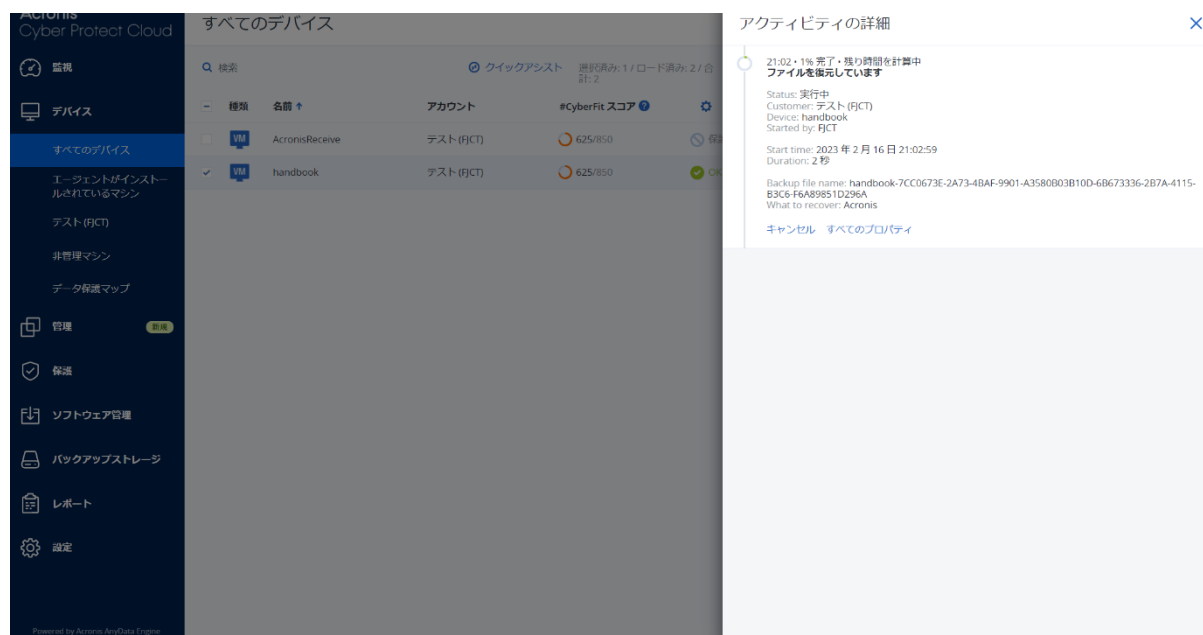 Acronis
Cyber Protect Cloud
監視
デバイス
すべてのデバイス
エージェントがインストー
ルされているマシン
テスト (FJCT)
非管理マシン
データ保護マップ
管理
新規
保護
ソフトウェア管理
バックアップストレージ
レポート
設定
Powered by Acronis AnyData Engine
すべてのデバイス
検索
クイックアシスト
選択済み: 1 / ロード済み: 2 / 合
計: 2
種類 名前 アカウント #CyberFit スコア
VM AcronisReceive テスト (FJCT) 625/850
VM handbook テスト (FJCT) 625/850 OK
アクティビティの詳細
21:02・1% 完了・残り時間を計算中
ファイルを復元しています
Status: 実行中
Customer: テスト (FJCT)
Device: handbook
Started by: FJCT
Start time: 2023 年 2 月 16 日 21:02:59
Duration: 2 秒
Backup file name: handbook-7CC0673E-2A73-4BAF-9901-A3580B03B10D-6B673336-2B7A-4115-
B3C6-F6A89851D296A
What to recover: Acronis
キャンセル すべてのプロパティ